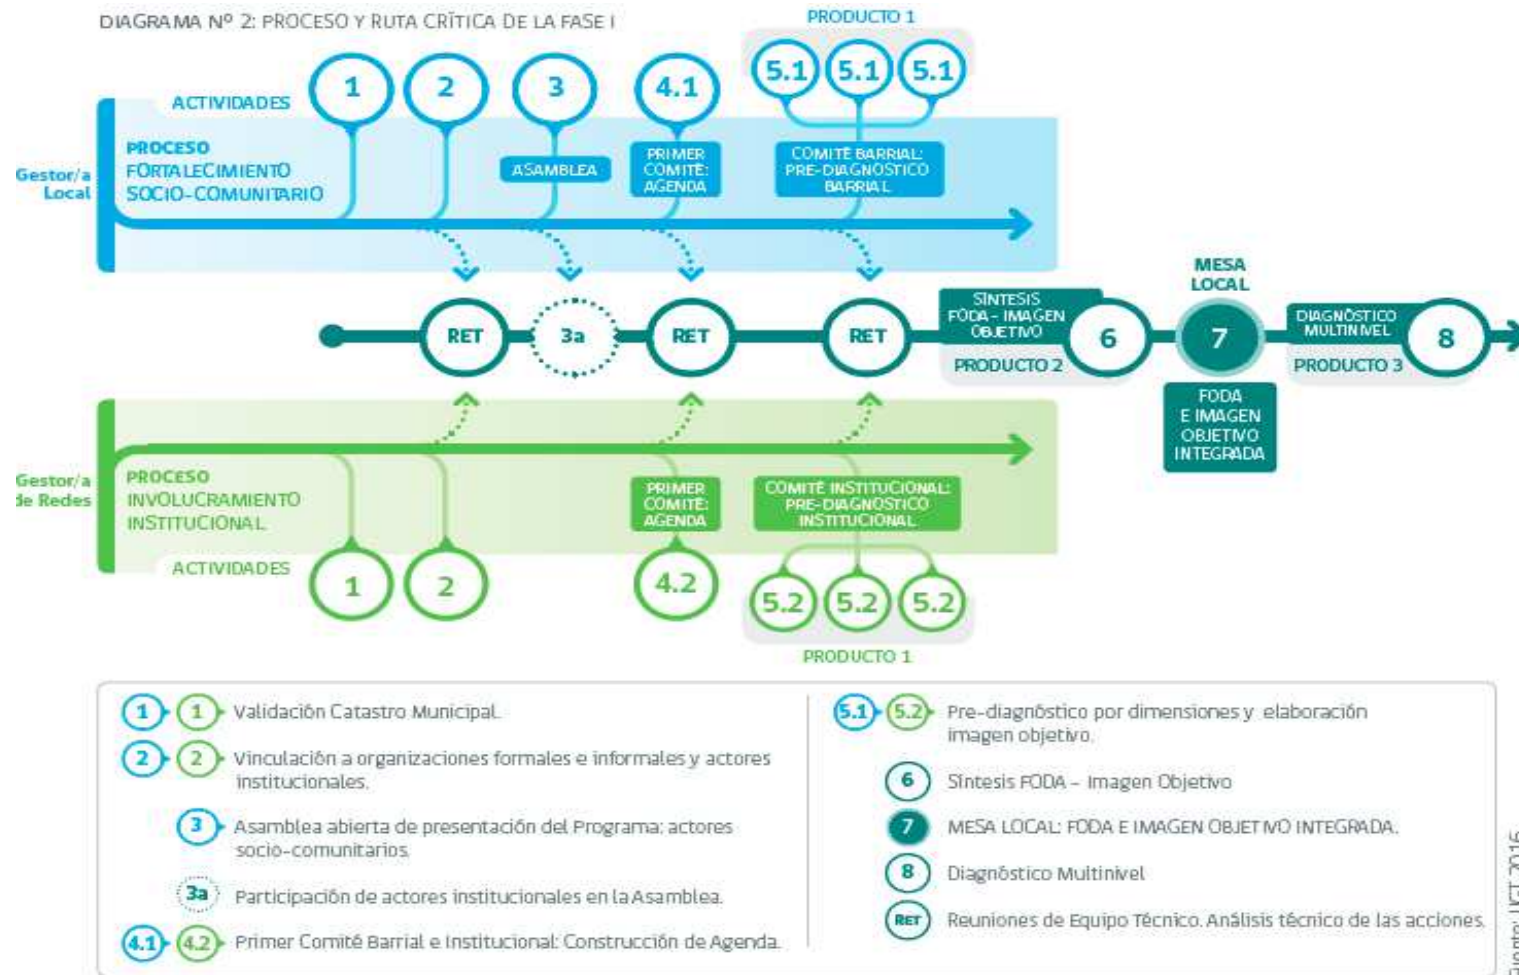 DIAGRAMA Nº 2: PROCESO Y RUTA CRÍTICA DE LA FASE I
PRODUCTO 1
ACTIVIDADES
1
2
3
4.1
5.1
5.1
5.1
Gestor/a
Local
PROCESO
FORTALECIMIENTO
SOCIO-COMUNITARIO
ASAMBLEA
PRIMER
COMITÉ:
AGENDA
COMITÉ BARRIAL:
PRE-DIAGNÓSTICO
BARRIAL
RET
3a
RET
RET
SÍNTESIS
FODA - IMAGEN
OBJETIVO
PRODUCTO 2
6
MESA
LOCAL
7
FODA
E IMAGEN
OBJETIVO
INTEGRADA
DIAGNÓSTICO
MULTINIVEL
PRODUCTO 3
8
Gestor/a
de Redes
PROCESO
INVOLUCRAMIENTO
INSTITUCIONAL
PRIMER
COMITÉ:
AGENDA
COMITÉ INSTITUCIONAL:
PRE-DIAGNÓSTICO
INSTITUCIONAL
ACTIVIDADES
1
2
4.2
5.2
5.2
5.2
PRODUCTO 1
1 1 Validación Catastro Municipal.
2 2 Vinculación a organizaciones formales e informales y actores
institucionales.
3 Asamblea abierta de presentación del Programa: actores
socio-comunitarios.
3a Participación de actores institucionales en la Asamblea.
4.1 4.2 Primer Comité Barrial e Institucional: Construcción de Agenda.
5.1 5.2 Pre-diagnóstico por dimensiones y elaboración
imagen objetivo.
6 Síntesis FODA - Imagen Objetivo
7 MESA LOCAL: FODA E IMAGEN OBJETIVO INTEGRADA.
8 Diagnóstico Multinivel
RET Reuniones de Equipo Técnico. Análisis técnico de las acciones.
Fuente: UGT 2016